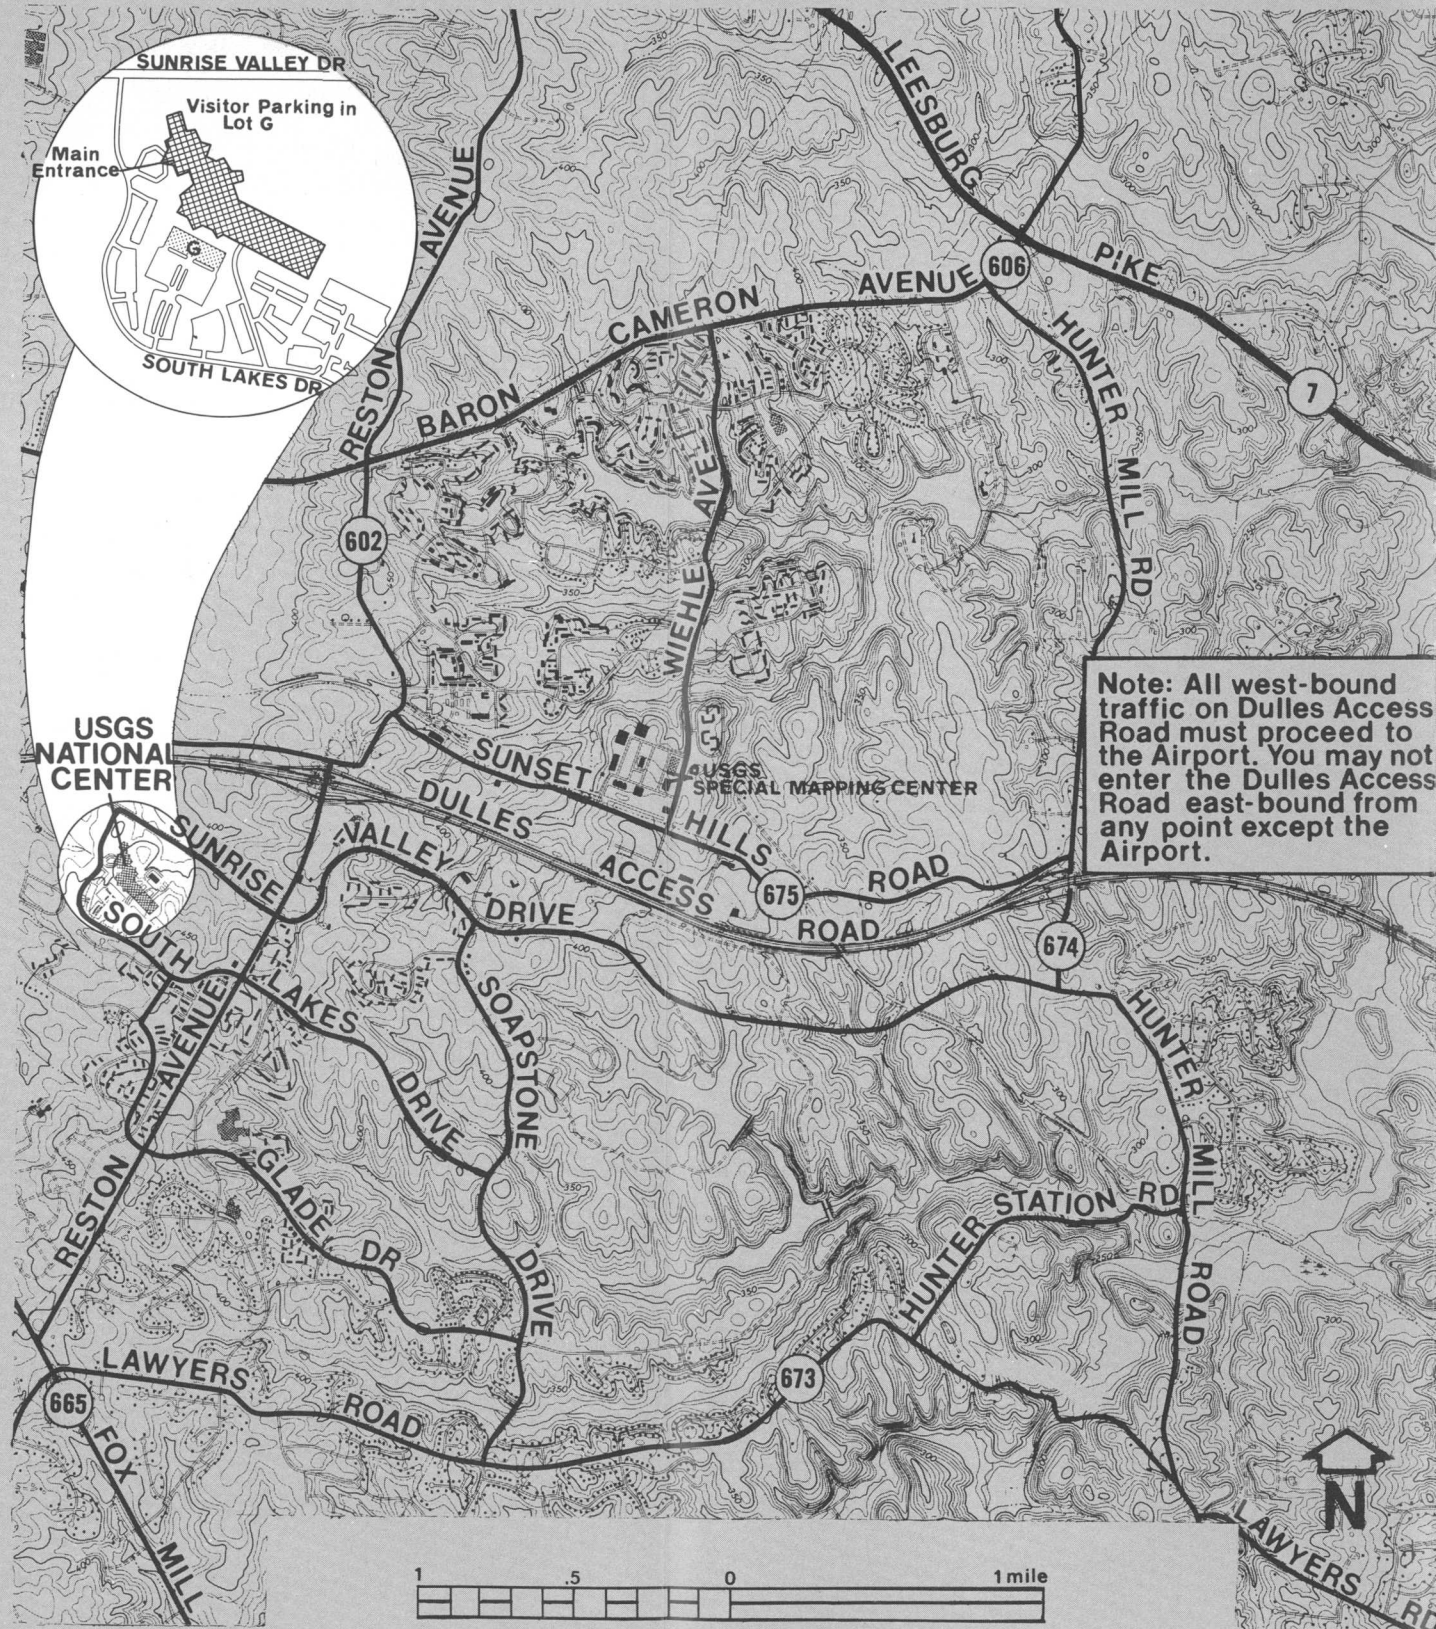 SUNRISE VALLEY DR
Visitor Parking in
Lot G
Main
Entrance
G
SOUTH LAKES DR
RESTON AVENUE
LEESBURG PIKE
606
7
BARON CAMERON AVENUE
HUNTER MILL RD
602
WIEHLE AVE
Note: All west-bound
traffic on Dulles Access
Road must proceed to
the Airport. You may not
enter the Dulles Access
Road east-bound from
any point except the
Airport.
USGS
NATIONAL
CENTER
USGS
SPECIAL MAPPING CENTER
SUNSET HILLS ROAD
675
DULLES ACCESS ROAD
SUNRISE VALLEY DRIVE
674
SOUTH LAKES DRIVE
SOAPSTONE DRIVE
RESTON AVENUE
HUNTER MILL ROAD
GLADE DR
HUNTER STATION RD
LAWYERS ROAD
673
665
FOX MILL
N
LAWYERS RD
1 .5 0 1 mile